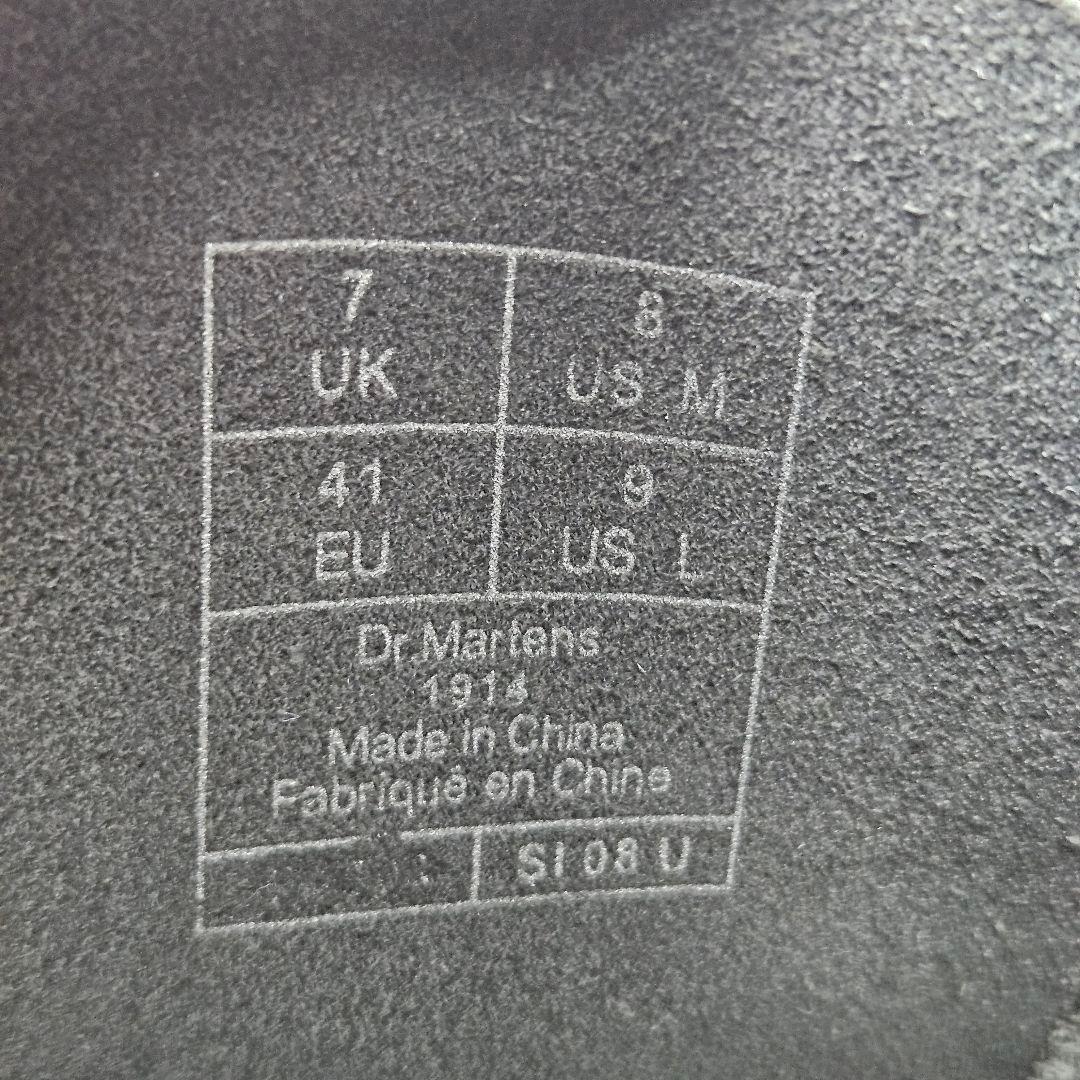 7
UK
8
US M
41
EU
9
US L
Dr.Martens
1914
Made in China
Fabriqué en Chine
SI 08 U